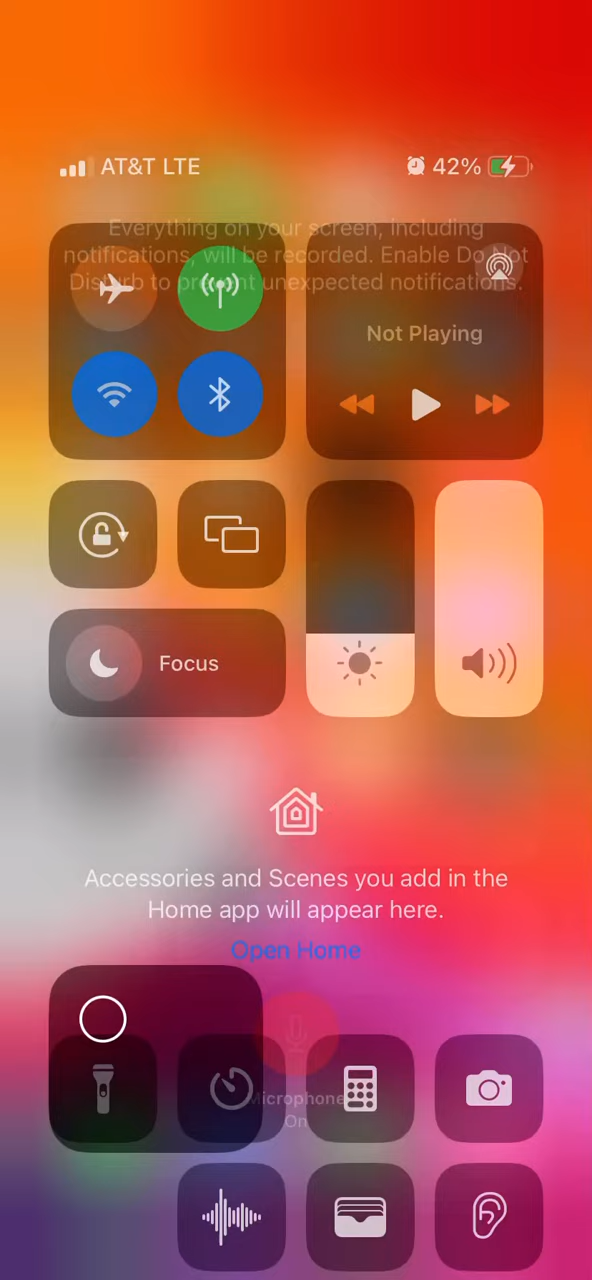 AT&T LTE
42%
Everything on your screen, including
notifications, will be recorded. Enable Do Not
Disturb to prevent unexpected notifications.
Not Playing
Focus
Accessories and Scenes you add in the
Home app will appear here.
Open Home
Microphone
On